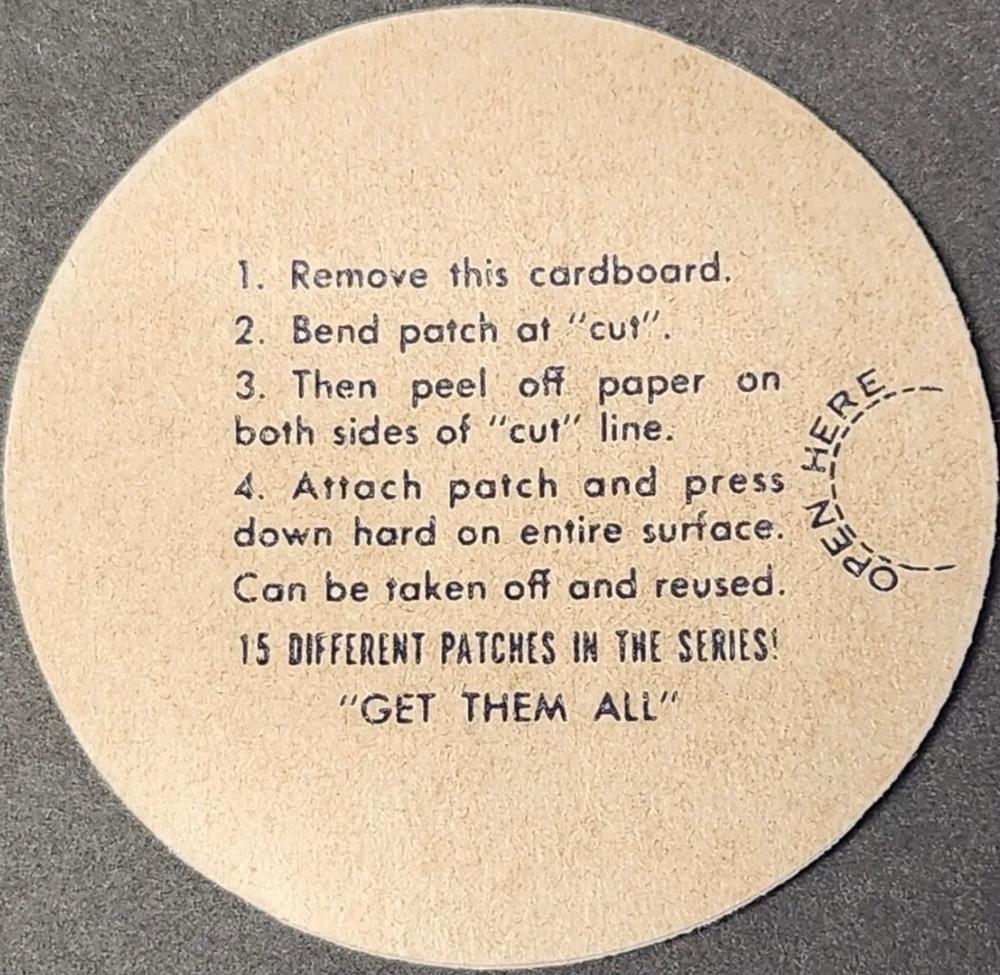 1. Remove this cardboard.
2. Bend patch at "cut".
3. Then peel off paper on
both sides of "cut" line.
4. Attach patch and press
down hard on entire surface.
Can be taken off and reused.
15 DIFFERENT PATCHES IN THE SERIES!
"GET THEM ALL"
OPEN HERE